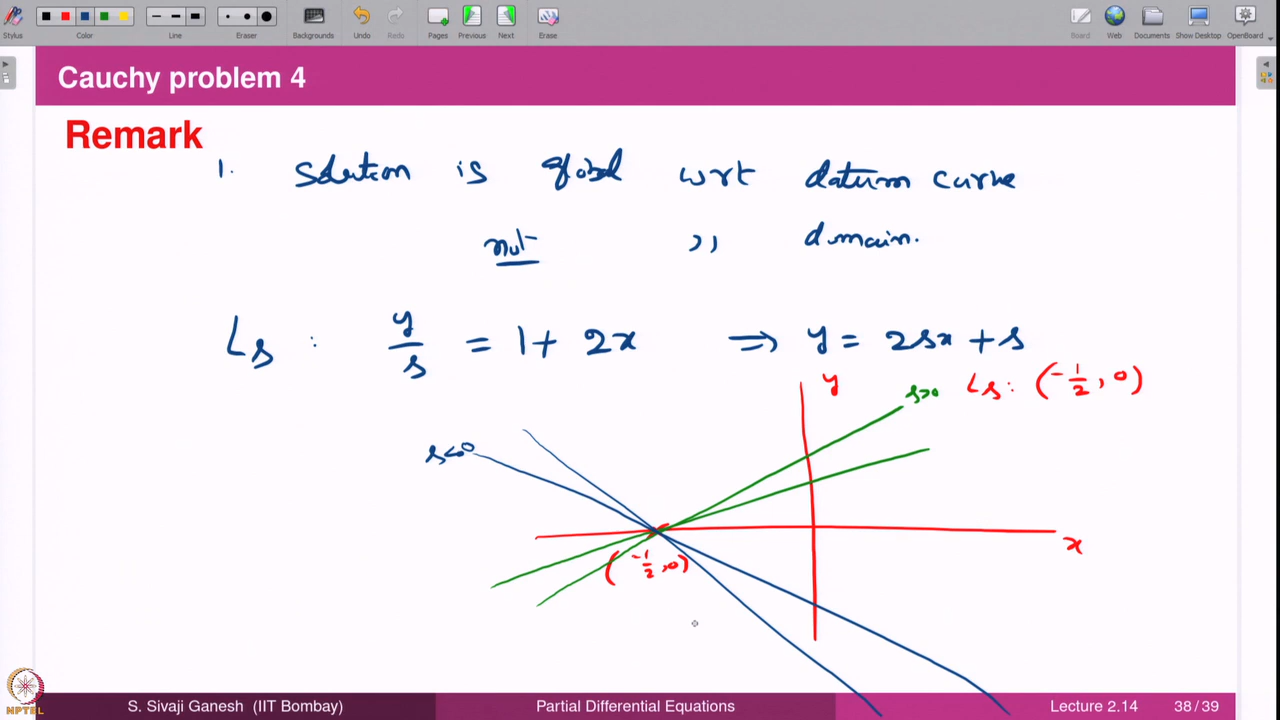 Stylus Color Line Eraser Backgrounds Undo Redo Pages Previous Next Erase Board Web Documents Show Desktop OpenBoard
Cauchy problem 4
Remark
1. Solution is global wrt datum curve
not " domain.
Ls : y/s = 1 + 2x ⇒ y = 2sx + s
y s>0 Ls: (-1/2, 0)
s<0
x
(-1/2, 0)
NPTEL
S. Sivaji Ganesh (IIT Bombay) Partial Differential Equations Lecture 2.14 38 / 39